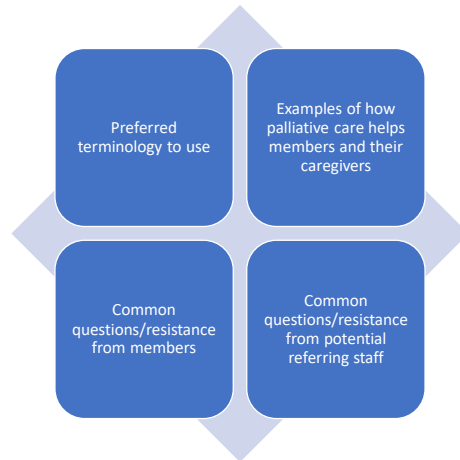 Preferred
terminology to use
Examples of how
palliative care helps
members and their
caregivers
Common
questions/resistance
from members
Common
questions/resistance
from potential
referring staff